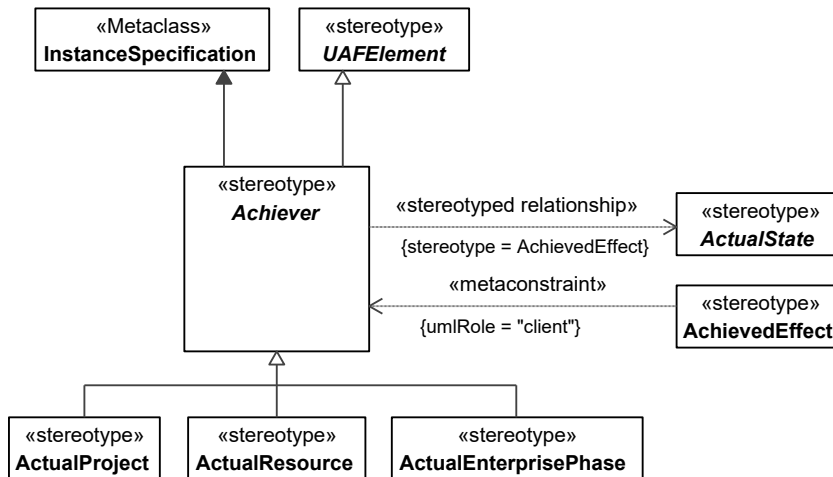 «Metaclass»
InstanceSpecification
«stereotype»
UAFElement
«stereotype»
Achiever
«stereotyped relationship»
{stereotype = AchievedEffect}
«stereotype»
ActualState
«metaconstraint»
{umlRole = "client"}
«stereotype»
AchievedEffect
«stereotype»
ActualProject
«stereotype»
ActualResource
«stereotype»
ActualEnterprisePhase